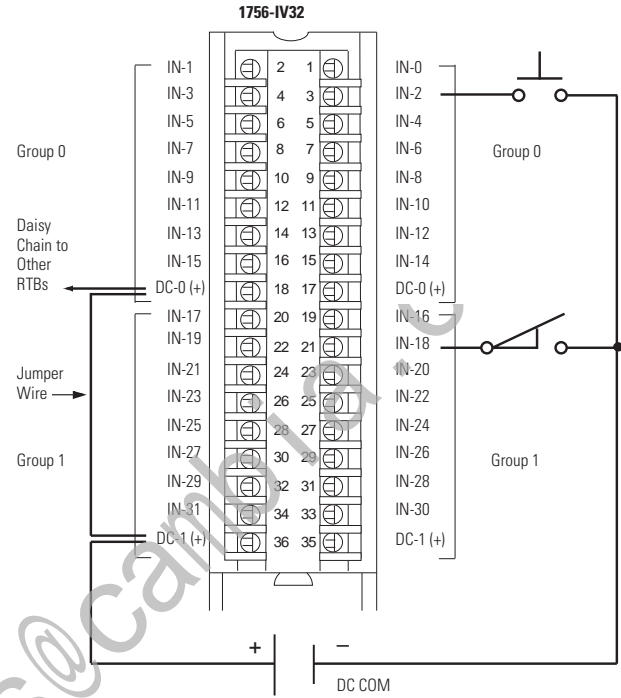 1756-IV32
IN-1 2 1 IN-0
IN-3 4 3 IN-2
IN-5 6 5 IN-4
IN-7 8 7 IN-6
IN-9 10 9 IN-8
IN-11 12 11 IN-10
IN-13 14 13 IN-12
IN-15 16 15 IN-14
DC-0 (+) 18 17 DC-0 (+)
IN-17 20 19 IN-16
IN-19 22 21 IN-18
IN-21 24 23 IN-20
IN-23 26 25 IN-22
IN-25 28 27 IN-24
IN-27 30 29 IN-26
IN-29 32 31 IN-28
IN-31 34 33 IN-30
DC-1 (+) 36 35 DC-1 (+)
Group 0
Daisy
Chain to
Other
RTBs
Jumper
Wire
Group 1
Group 0
Group 1
+ –
DC COM
s@cambia.c